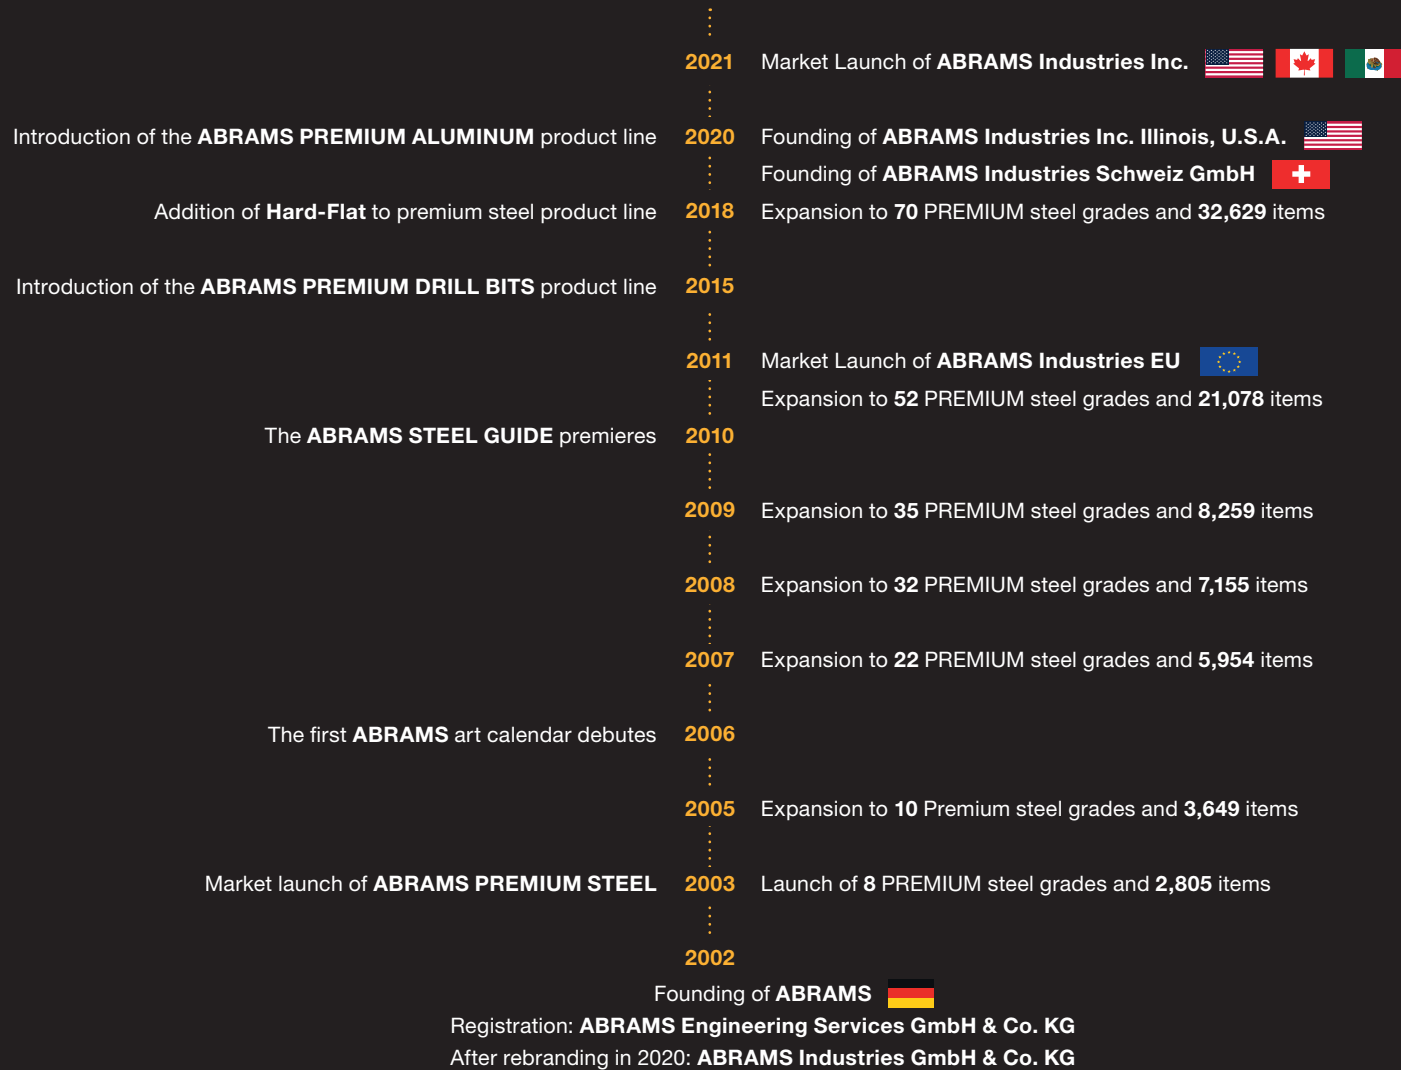 2021 Market Launch of ABRAMS Industries Inc.
Introduction of the ABRAMS PREMIUM ALUMINUM product line 2020 Founding of ABRAMS Industries Inc. Illinois, U.S.A.
Founding of ABRAMS Industries Schweiz GmbH
Addition of Hard-Flat to premium steel product line 2018 Expansion to 70 PREMIUM steel grades and 32,629 items
Introduction of the ABRAMS PREMIUM DRILL BITS product line 2015
2011 Market Launch of ABRAMS Industries EU
Expansion to 52 PREMIUM steel grades and 21,078 items
The ABRAMS STEEL GUIDE premieres 2010
2009 Expansion to 35 PREMIUM steel grades and 8,259 items
2008 Expansion to 32 PREMIUM steel grades and 7,155 items
2007 Expansion to 22 PREMIUM steel grades and 5,954 items
The first ABRAMS art calendar debutes 2006
2005 Expansion to 10 Premium steel grades and 3,649 items
Market launch of ABRAMS PREMIUM STEEL 2003 Launch of 8 PREMIUM steel grades and 2,805 items
2002
Founding of ABRAMS
Registration: ABRAMS Engineering Services GmbH & Co. KG
After rebranding in 2020: ABRAMS Industries GmbH & Co. KG